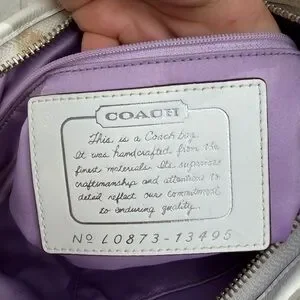 COACH
This is a Coach bag.
It was handcrafted from the
finest materials. Its superior
craftsmanship and attention to
detail reflect our commitment
to enduring quality.
Nº L0873-13495